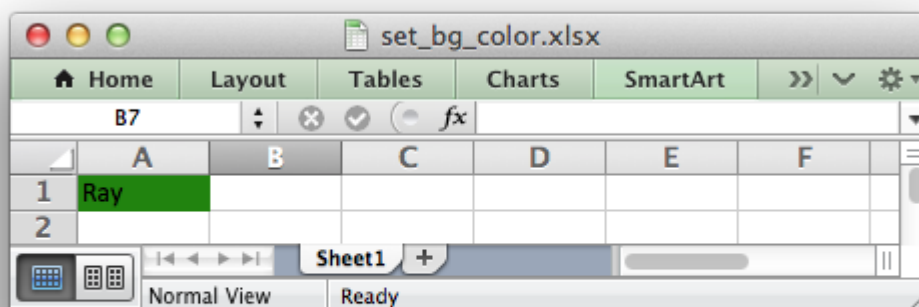 set_bg_color.xlsx
Home Layout Tables Charts SmartArt
B7 fx
A B C D E F
1 Ray
2
Sheet1 +
Normal View Ready